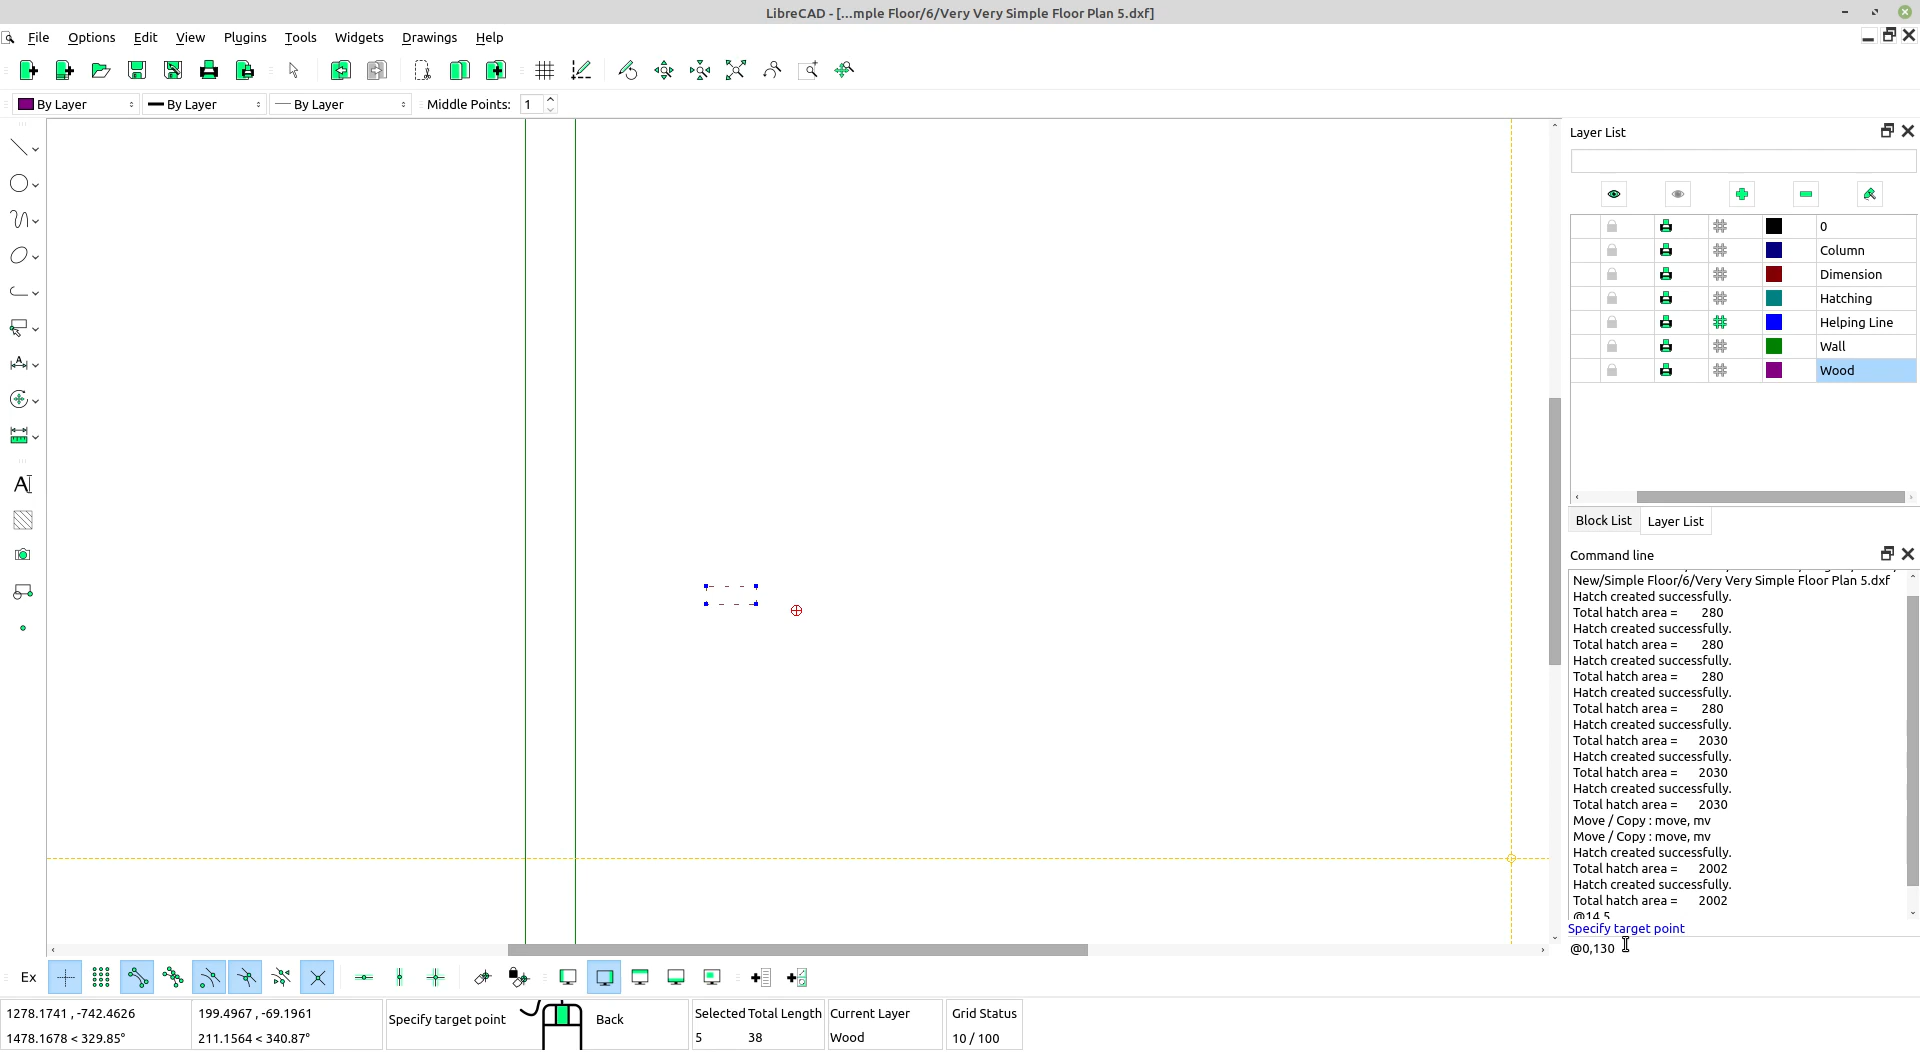 LibreCAD - [...mple Floor/6/Very Very Simple Floor Plan 5.dxf]
File Options Edit View Plugins Tools Widgets Drawings Help
By Layer By Layer By Layer Middle Points: 1
Layer List
0
Column
Dimension
Hatching
Helping Line
Wall
Wood
Block List Layer List
Command line
New/Simple Floor/6/Very Very Simple Floor Plan 5.dxf
Hatch created successfully.
Total hatch area = 280
Hatch created successfully.
Total hatch area = 280
Hatch created successfully.
Total hatch area = 280
Hatch created successfully.
Total hatch area = 280
Hatch created successfully.
Total hatch area = 2030
Hatch created successfully.
Total hatch area = 2030
Hatch created successfully.
Total hatch area = 2030
Move / Copy : move, mv
Move / Copy : move, mv
Hatch created successfully.
Total hatch area = 2002
Hatch created successfully.
Total hatch area = 2002
@14,5
Specify target point
@0,130
Ex
1278.1741 , -742.4626
1478.1678 < 329.85°
199.4967 , -69.1961
211.1564 < 340.87°
Specify target point
Back
Selected Total Length
5 38
Current Layer
Wood
Grid Status
10 / 100